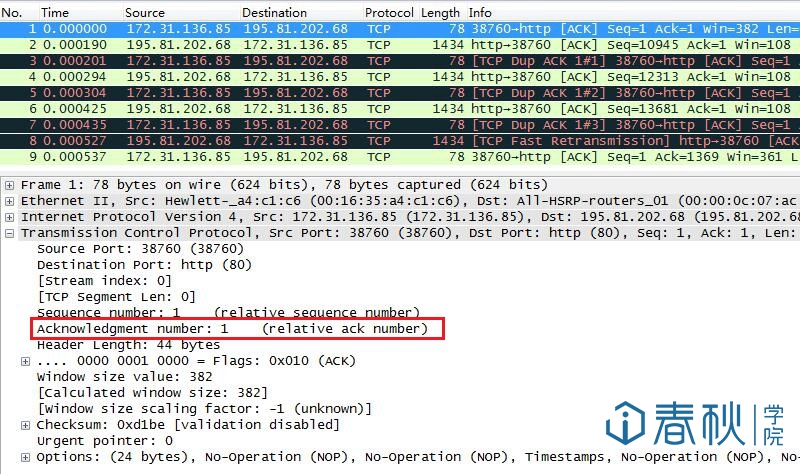 No. Time Source Destination Protocol Length Info
1 0.000000 172.31.136.85 195.81.202.68 TCP 78 38760→http [ACK] Seq=1 Ack=1 Win=382 Len=
2 0.000190 195.81.202.68 172.31.136.85 TCP 1434 http→38760 [ACK] Seq=10945 Ack=1 Win=108
3 0.000201 172.31.136.85 195.81.202.68 TCP 78 [TCP Dup ACK 1#1] 38760→http [ACK] Seq=1
4 0.000294 195.81.202.68 172.31.136.85 TCP 1434 http→38760 [ACK] Seq=12313 Ack=1 Win=108
5 0.000304 172.31.136.85 195.81.202.68 TCP 78 [TCP Dup ACK 1#2] 38760→http [ACK] Seq=1
6 0.000425 195.81.202.68 172.31.136.85 TCP 1434 http→38760 [ACK] Seq=13681 Ack=1 Win=108
7 0.000435 172.31.136.85 195.81.202.68 TCP 78 [TCP Dup ACK 1#3] 38760→http [ACK] Seq=1
8 0.000527 195.81.202.68 172.31.136.85 TCP 1434 [TCP Fast Retransmission] http→38760 [ACK]
9 0.000537 172.31.136.85 195.81.202.68 TCP 78 38760→http [ACK] Seq=1 Ack=1369 Win=361 L
Frame 1: 78 bytes on wire (624 bits), 78 bytes captured (624 bits)
Ethernet II, Src: Hewlett-_a4:c1:c6 (00:16:35:a4:c1:c6), Dst: All-HSRP-routers_01 (00:00:0c:07:ac
Internet Protocol Version 4, Src: 172.31.136.85 (172.31.136.85), Dst: 195.81.202.68 (195.81.202.68
Transmission Control Protocol, Src Port: 38760 (38760), Dst Port: http (80), Seq: 1, Ack: 1, Len:
Source Port: 38760 (38760)
Destination Port: http (80)
[Stream index: 0]
[TCP Segment Len: 0]
Sequence number: 1 (relative sequence number)
Acknowledgment number: 1 (relative ack number)
Header Length: 44 bytes
.... 0000 0001 0000 = Flags: 0x010 (ACK)
Window size value: 382
[Calculated window size: 382]
[Window size scaling factor: -1 (unknown)]
Checksum: 0xd1be [validation disabled]
Urgent pointer: 0
Options: (24 bytes), No-Operation (NOP), No-Operation (NOP), Timestamps, No-Operation (NOP), No-Op
春秋学院